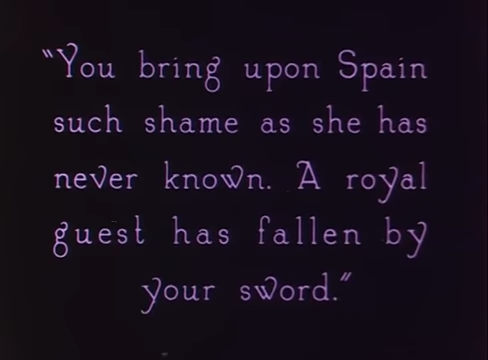 "You bring upon Spain
such shame as she has
never known. A royal
guest has fallen by
your sword."